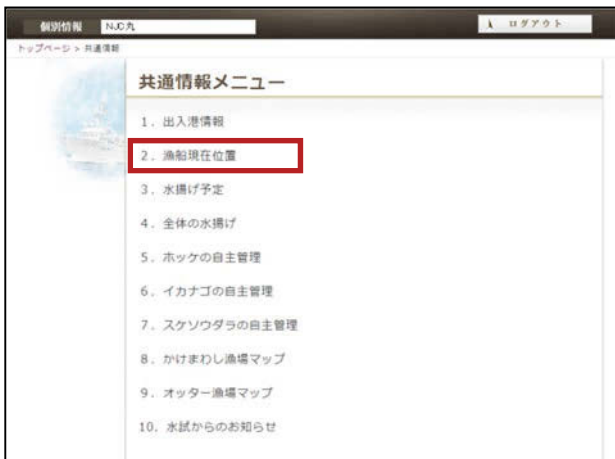 個別情報 NJC丸 ログアウト
トップページ > 共通情報
共通情報メニュー
1. 出入港情報
2. 漁船現在位置
3. 水揚げ予定
4. 全体の水揚げ
5. ホッケの自主管理
6. イカナゴの自主管理
7. スケソウダラの自主管理
8. かけまわし漁場マップ
9. オッター漁場マップ
10. 水試からのお知らせ